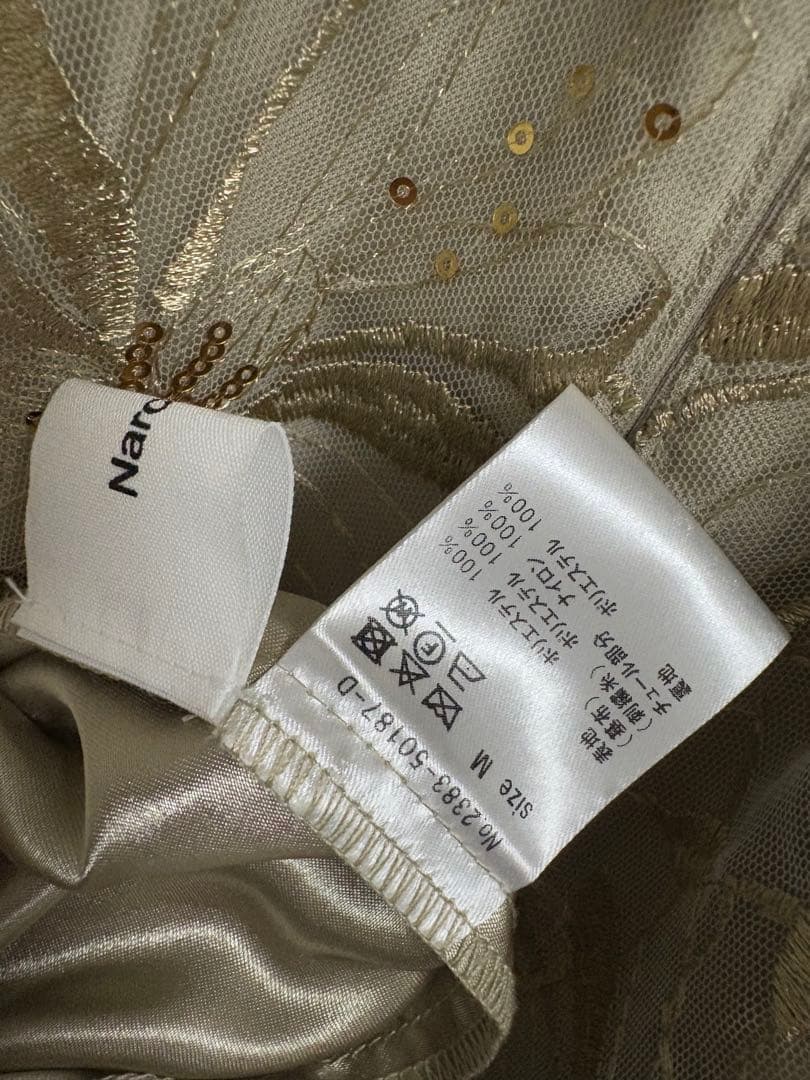 Narc
表地
(基布) ポリエステル 100%
(刺繍糸) ポリエステル 100%
チュール部分 ナイロン 100%
裏地 ポリエステル 100%
F
size M
No.2383-50187-D